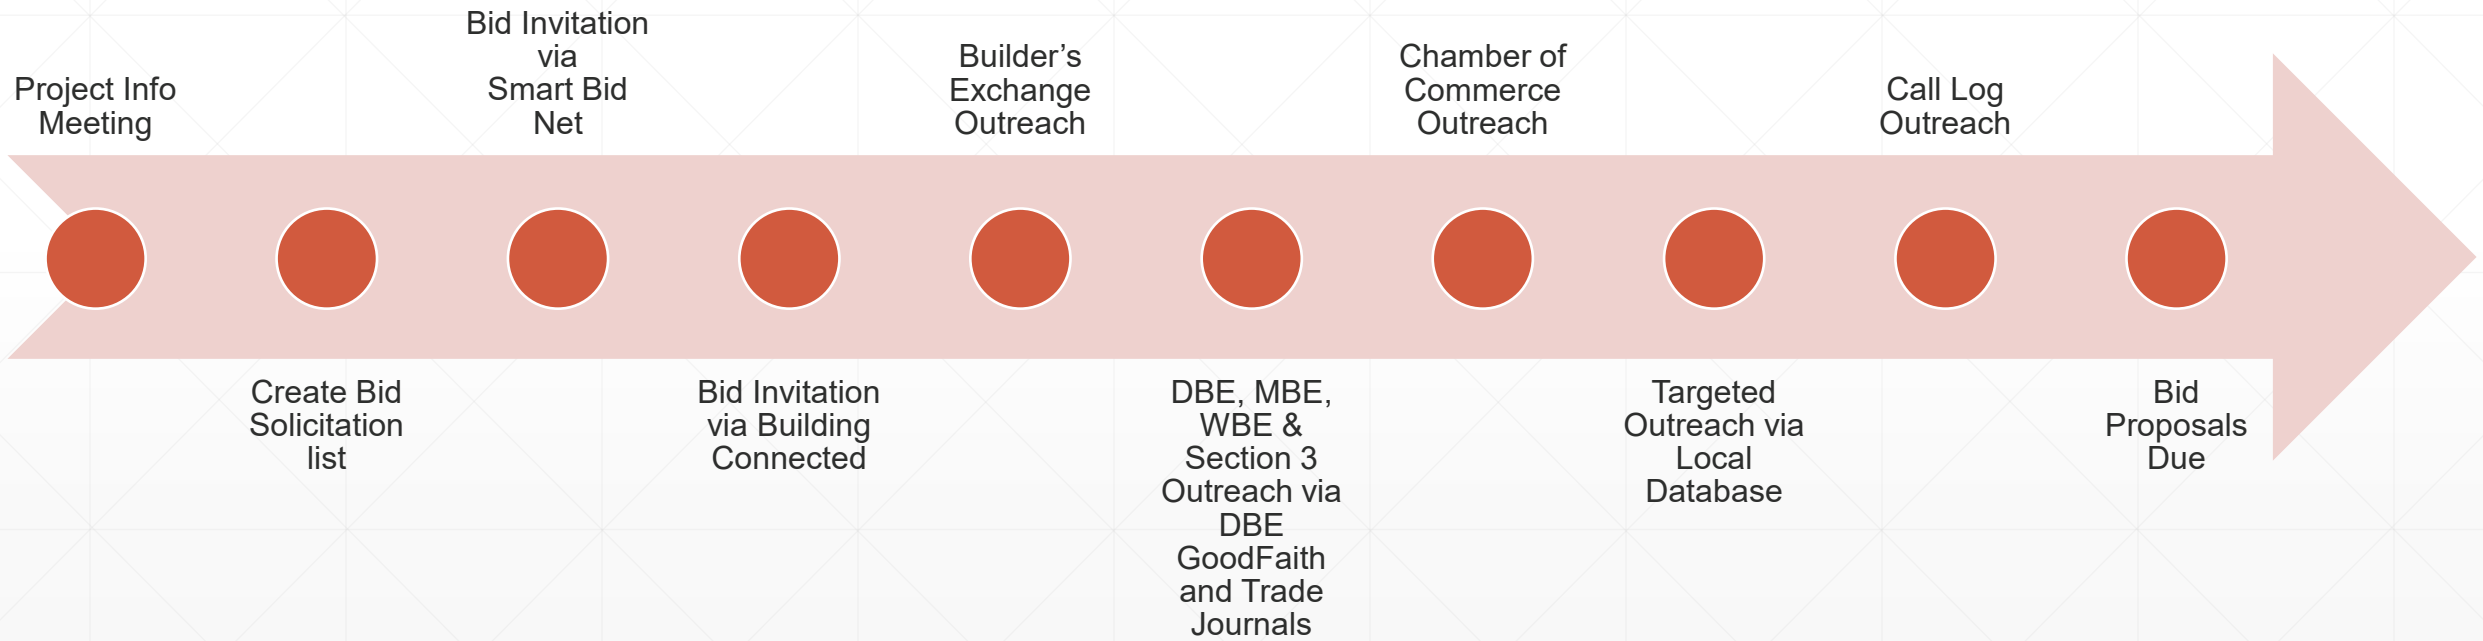 Project Info
Meeting
Create Bid
Solicitation
list
Bid Invitation
via
Smart Bid
Net
Bid Invitation
via Building
Connected
Builder’s
Exchange
Outreach
DBE, MBE,
WBE &
Section 3
Outreach via
DBE
GoodFaith
and Trade
Journals
Chamber of
Commerce
Outreach
Targeted
Outreach via
Local
Database
Call Log
Outreach
Bid
Proposals
Due